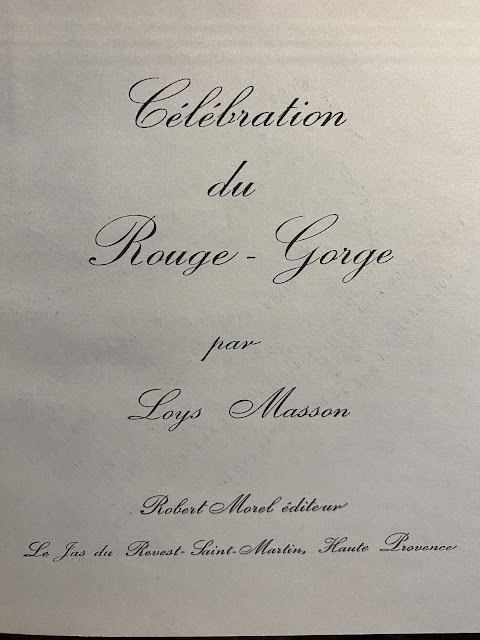 Célébration
du
Rouge-Gorge
par
Loys Masson
Robert Morel éditeur
Le Jas du Revest-Saint-Martin, Haute Provence